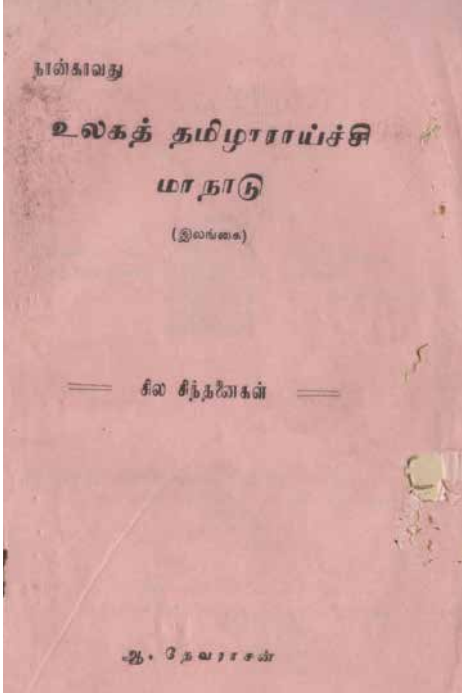 நான்காவது
உலகத் தமிழாராய்ச்சி
மாநாடு
(இலங்கை)
சில சிந்தனைகள்
ஆ. தேவராசன்